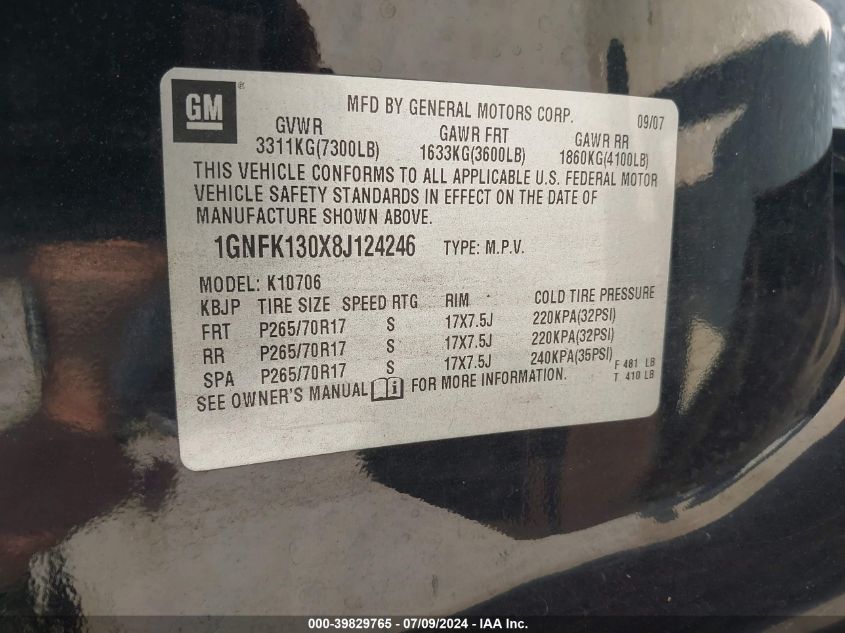 GM ®
MFD BY GENERAL MOTORS CORP. 09/07
GVWR GAWR FRT GAWR RR
3311KG(7300LB) 1633KG(3600LB) 1860KG(4100LB)
THIS VEHICLE CONFORMS TO ALL APPLICABLE U.S. FEDERAL MOTOR
VEHICLE SAFETY STANDARDS IN EFFECT ON THE DATE OF
MANUFACTURE SHOWN ABOVE.
1GNFK130X8J124246 TYPE: M.P.V.
MODEL: K10706
KBJP TIRE SIZE SPEED RTG RIM COLD TIRE PRESSURE
FRT P265/70R17 S 17X7.5J 220KPA(32PSI)
RR P265/70R17 S 17X7.5J 220KPA(32PSI)
SPA P265/70R17 S 17X7.5J 240KPA(35PSI)
F 481 LB
SEE OWNER'S MANUAL FOR MORE INFORMATION. T 410 LB
000-39829765 - 07/09/2024 - IAAI Inc.